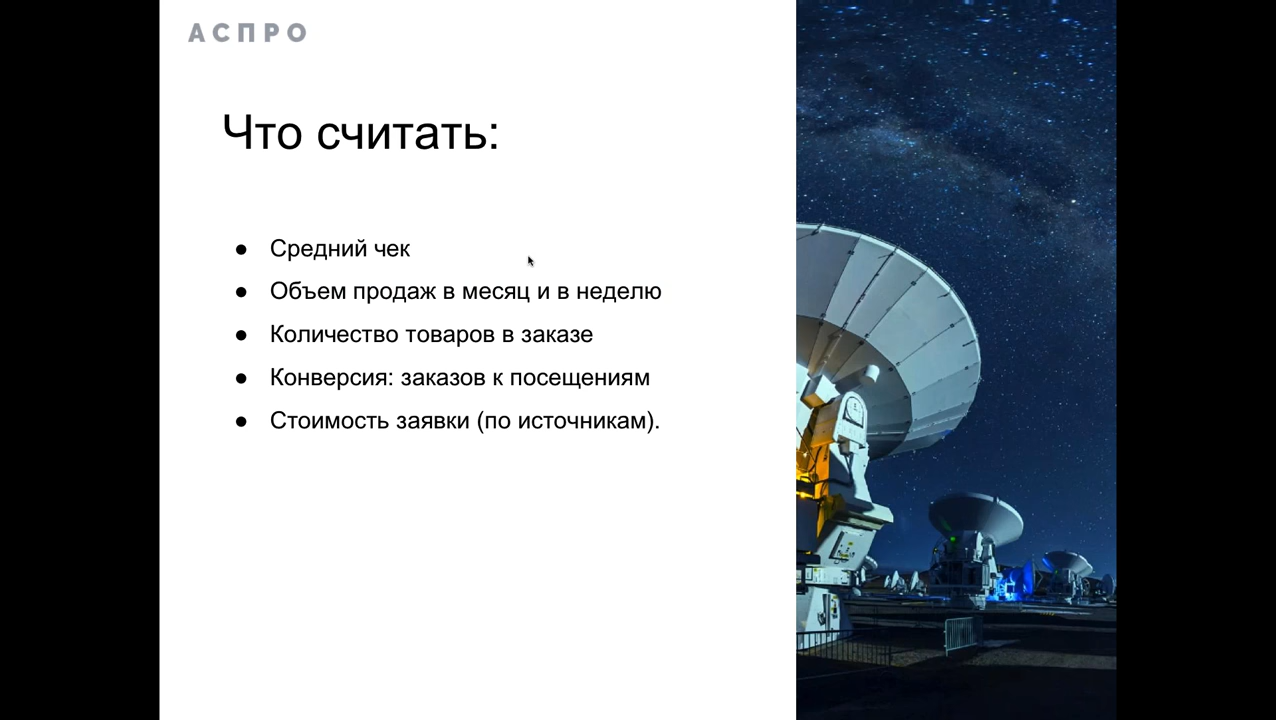 АСПРО
Что считать:
● Средний чек
● Объем продаж в месяц и в неделю
● Количество товаров в заказе
● Конверсия: заказов к посещениям
● Стоимость заявки (по источникам).